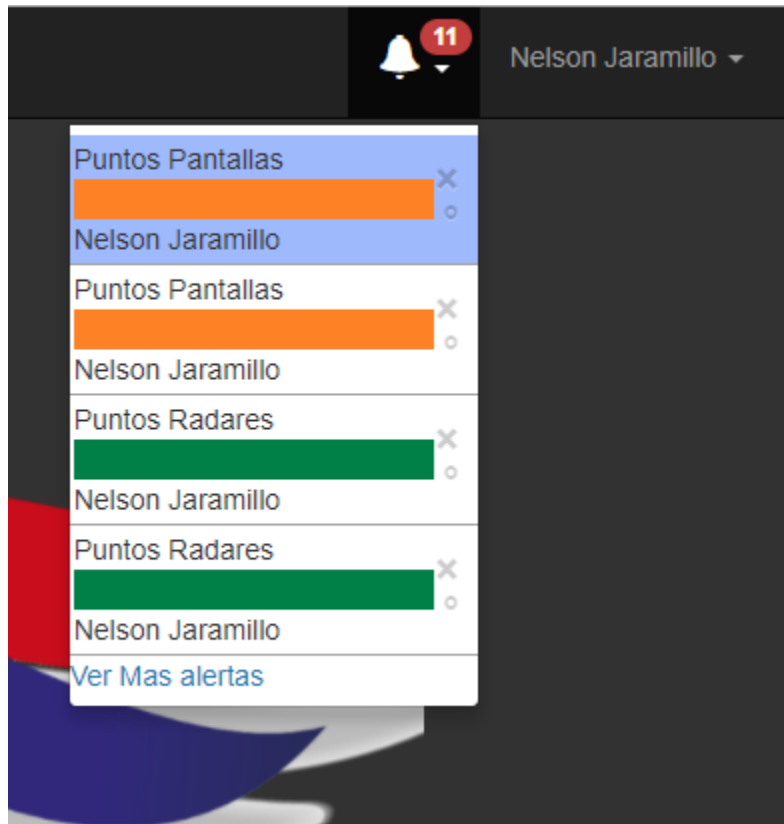 11
Nelson Jaramillo
Puntos Pantallas
Nelson Jaramillo
Puntos Pantallas
Nelson Jaramillo
Puntos Radares
Nelson Jaramillo
Puntos Radares
Nelson Jaramillo
Ver Mas alertas